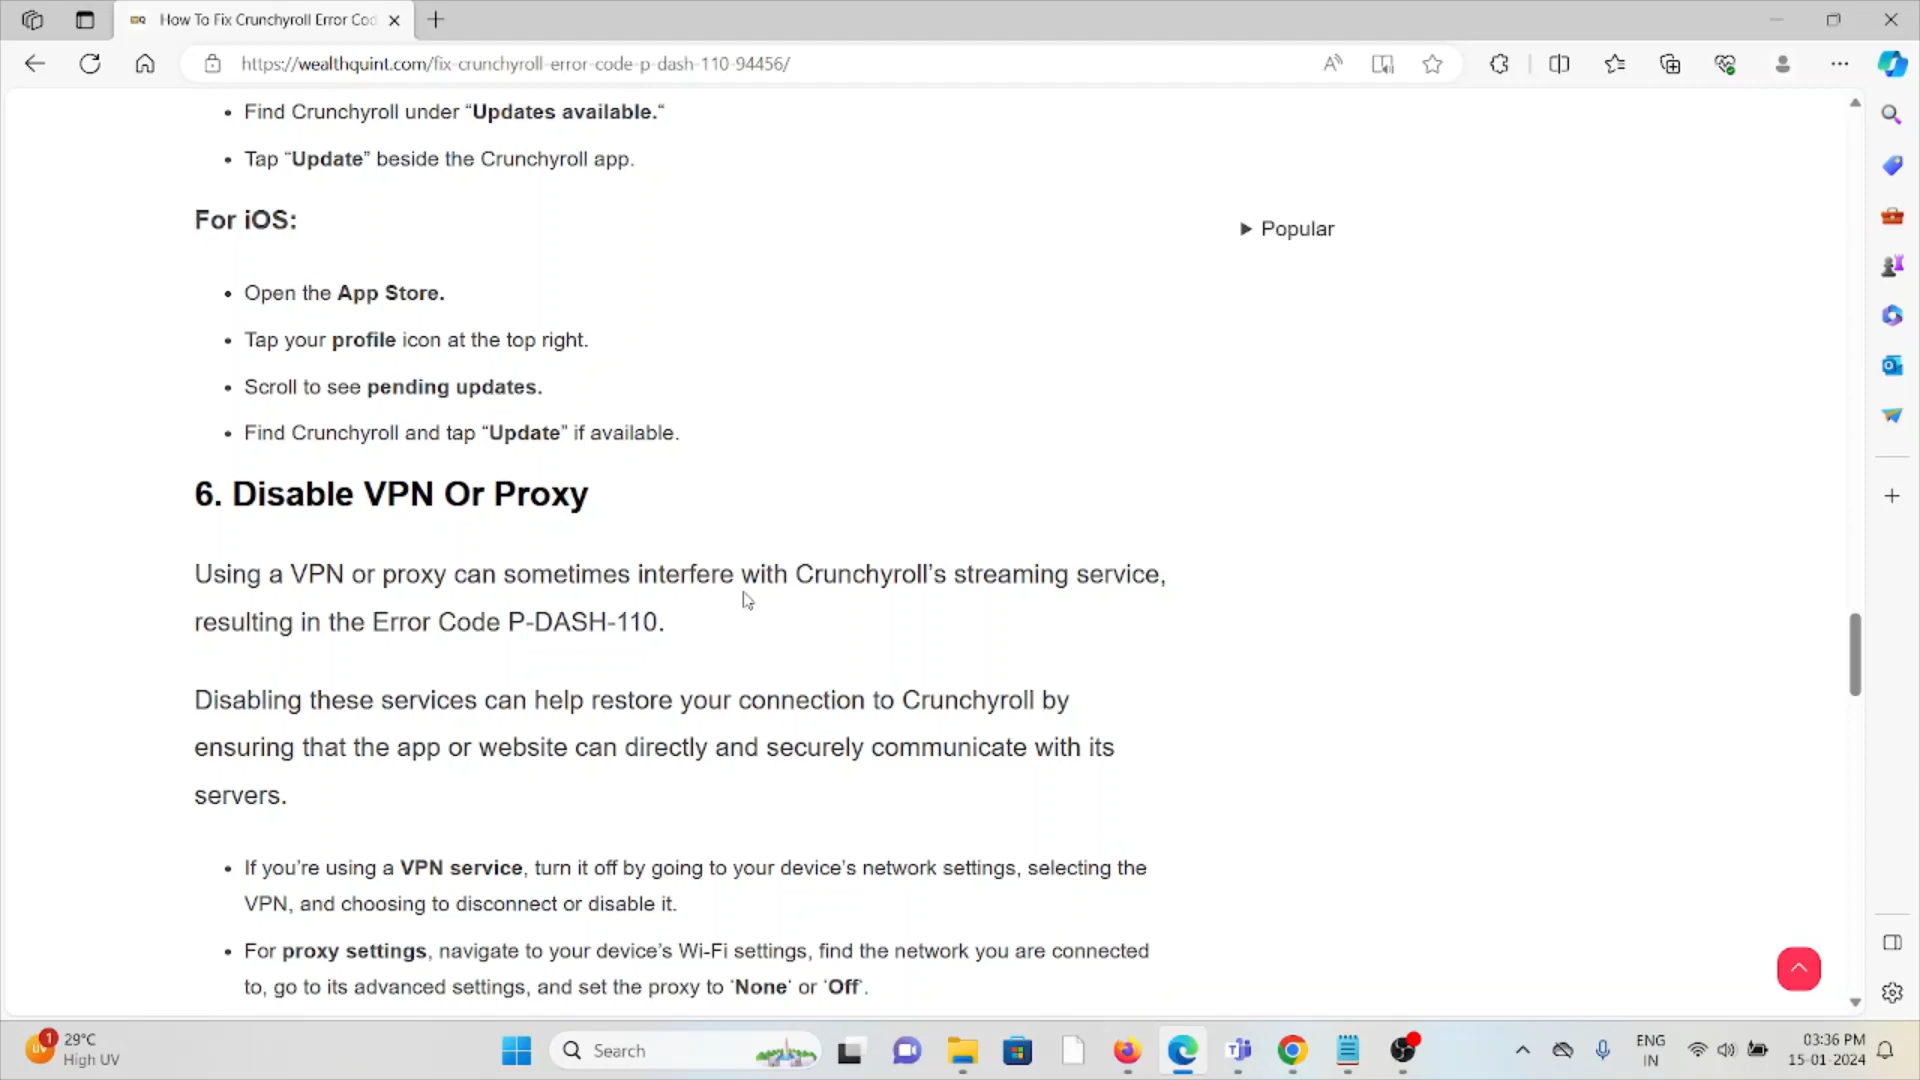 How To Fix Crunchyroll Error Cod
https://wealthquint.com/fix-crunchyroll-error-code-p-dash-110-94456/
• Find Crunchyroll under “Updates available.“
• Tap “Update” beside the Crunchyroll app.
For iOS:
▶ Popular
• Open the App Store.
• Tap your profile icon at the top right.
• Scroll to see pending updates.
• Find Crunchyroll and tap “Update” if available.
6. Disable VPN Or Proxy
Using a VPN or proxy can sometimes interfere with Crunchyroll’s streaming service,
resulting in the Error Code P-DASH-110.
Disabling these services can help restore your connection to Crunchyroll by
ensuring that the app or website can directly and securely communicate with its
servers.
• If you’re using a VPN service, turn it off by going to your device’s network settings, selecting the
VPN, and choosing to disconnect or disable it.
• For proxy settings, navigate to your device’s Wi-Fi settings, find the network you are connected
to, go to its advanced settings, and set the proxy to ‘None‘ or ‘Off‘.
1
UV
29°C
High UV
Search
ENG
IN
03:36 PM
15-01-2024